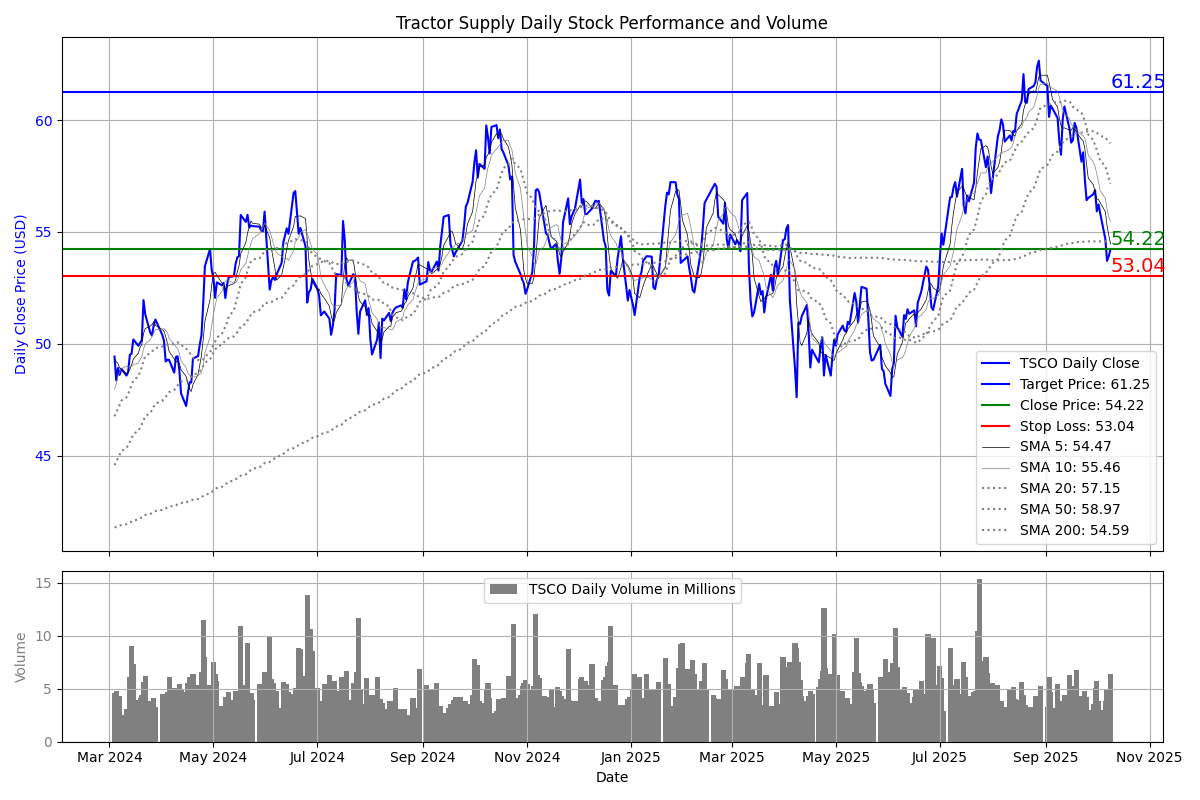 Tractor Supply Daily Stock Performance and Volume
Daily Close Price (USD)
60
55
50
45
61.25
54.22
53.04
TSCO Daily Close
Target Price: 61.25
Close Price: 54.22
Stop Loss: 53.04
SMA 5: 54.47
SMA 10: 55.46
SMA 20: 57.15
SMA 50: 58.97
SMA 200: 54.59
TSCO Daily Volume in Millions
Volume
15
10
5
0
Mar 2024 May 2024 Jul 2024 Sep 2024 Nov 2024 Jan 2025 Mar 2025 May 2025 Jul 2025 Sep 2025 Nov 2025
Date